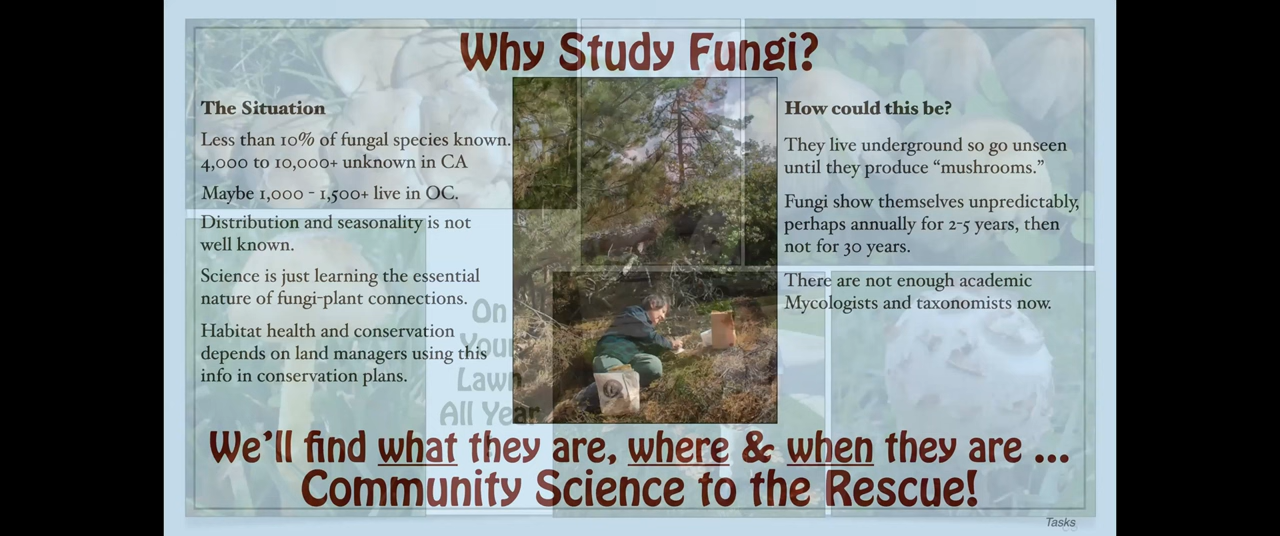 Why Study Fungi?
The Situation
Less than 10% of fungal species known.
4,000 to 10,000+ unknown in CA
Maybe 1,000 - 1,500+ live in OC.
Distribution and seasonality is not
well known.
Science is just learning the essential
nature of fungi-plant connections.
Habitat health and conservation
depends on land managers using this
info in conservation plans.
How could this be?
They live underground so go unseen
until they produce “mushrooms.”
Fungi show themselves unpredictably,
perhaps annually for 2-5 years, then
not for 30 years.
There are not enough academic
Mycologists and taxonomists now.
On
Your
Lawn
All Year
We’ll find what they are, where & when they are ...
Community Science to the Rescue!
Tasks